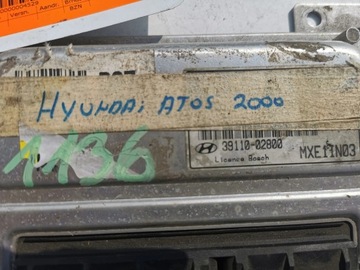 HYUNDAI ATOS 2000
1136
39110-02800
Licence Bosch
MXE11N03